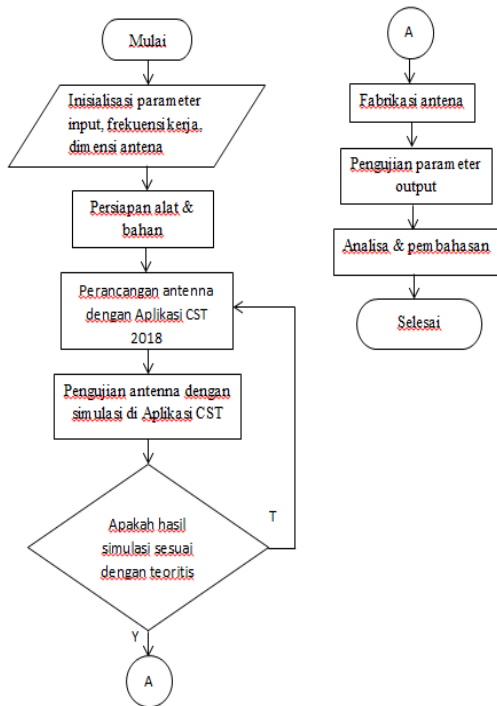 Mulai
Inisialisasi parameter
input, frekuensi kerja,
dimensi antena
Persiapan alat &
bahan
Perancangan antenna
dengan Aplikasi CST
2018
Pengujian antenna dengan
simulasi di Aplikasi CST
Apakah hasil
simulasi sesuai
dengan teoritis
T
Y
A
A
Fabrikasi antena
Pengujian parameter
output
Analisa & pembahasan
Selesai